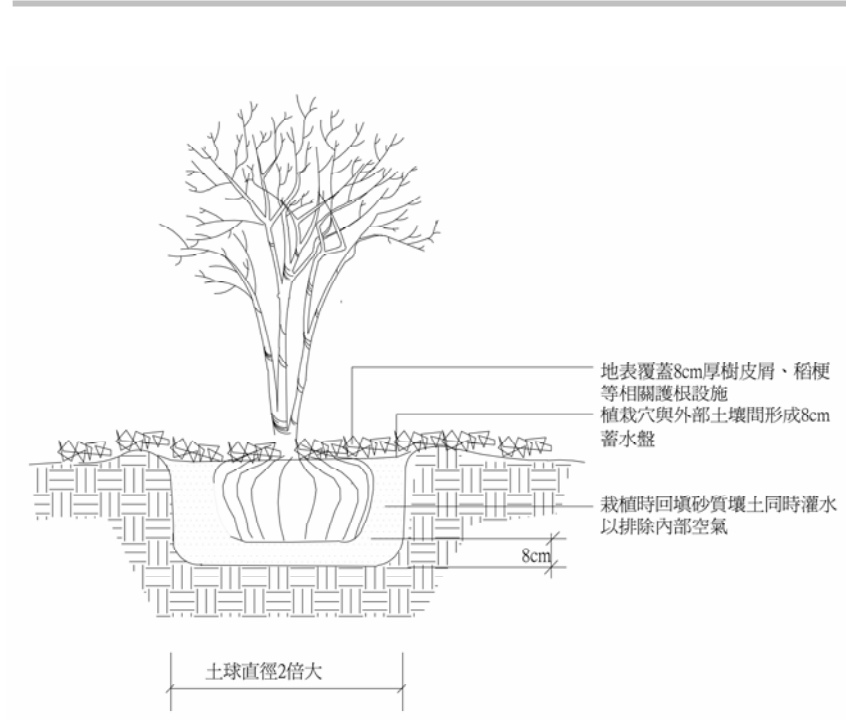 地表覆蓋8cm厚樹皮屑、稻梗
等相關護根設施
植栽穴與外部土壤間形成8cm
蓄水盤
栽植時回填砂質壤土同時灌水
以排除內部空氣
8cm
土球直徑2倍大